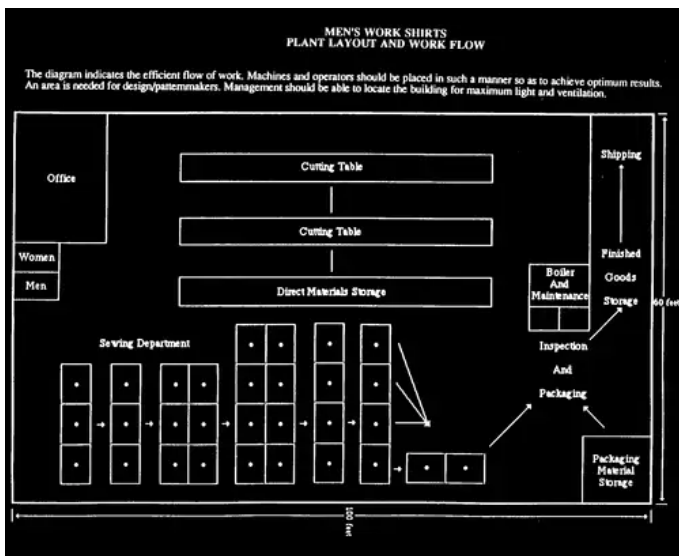 MEN'S WORK SHIRTS
PLANT LAYOUT AND WORK FLOW
The diagram indicates the efficient flow of work. Machines and operators should be placed in such a manner so as to achieve optimum results.
An area is needed for design/patternmakers. Management should be able to locate the building for maximum light and ventilation.
Office
Women
Men
Cutting Table
Cutting Table
Direct Materials Storage
Shipping
Finished
Goods
Storage
Boiler
And
Maintenance
60 feet
Sewing Department
Inspection
And
Packaging
Packaging
Material
Storage
100 feet